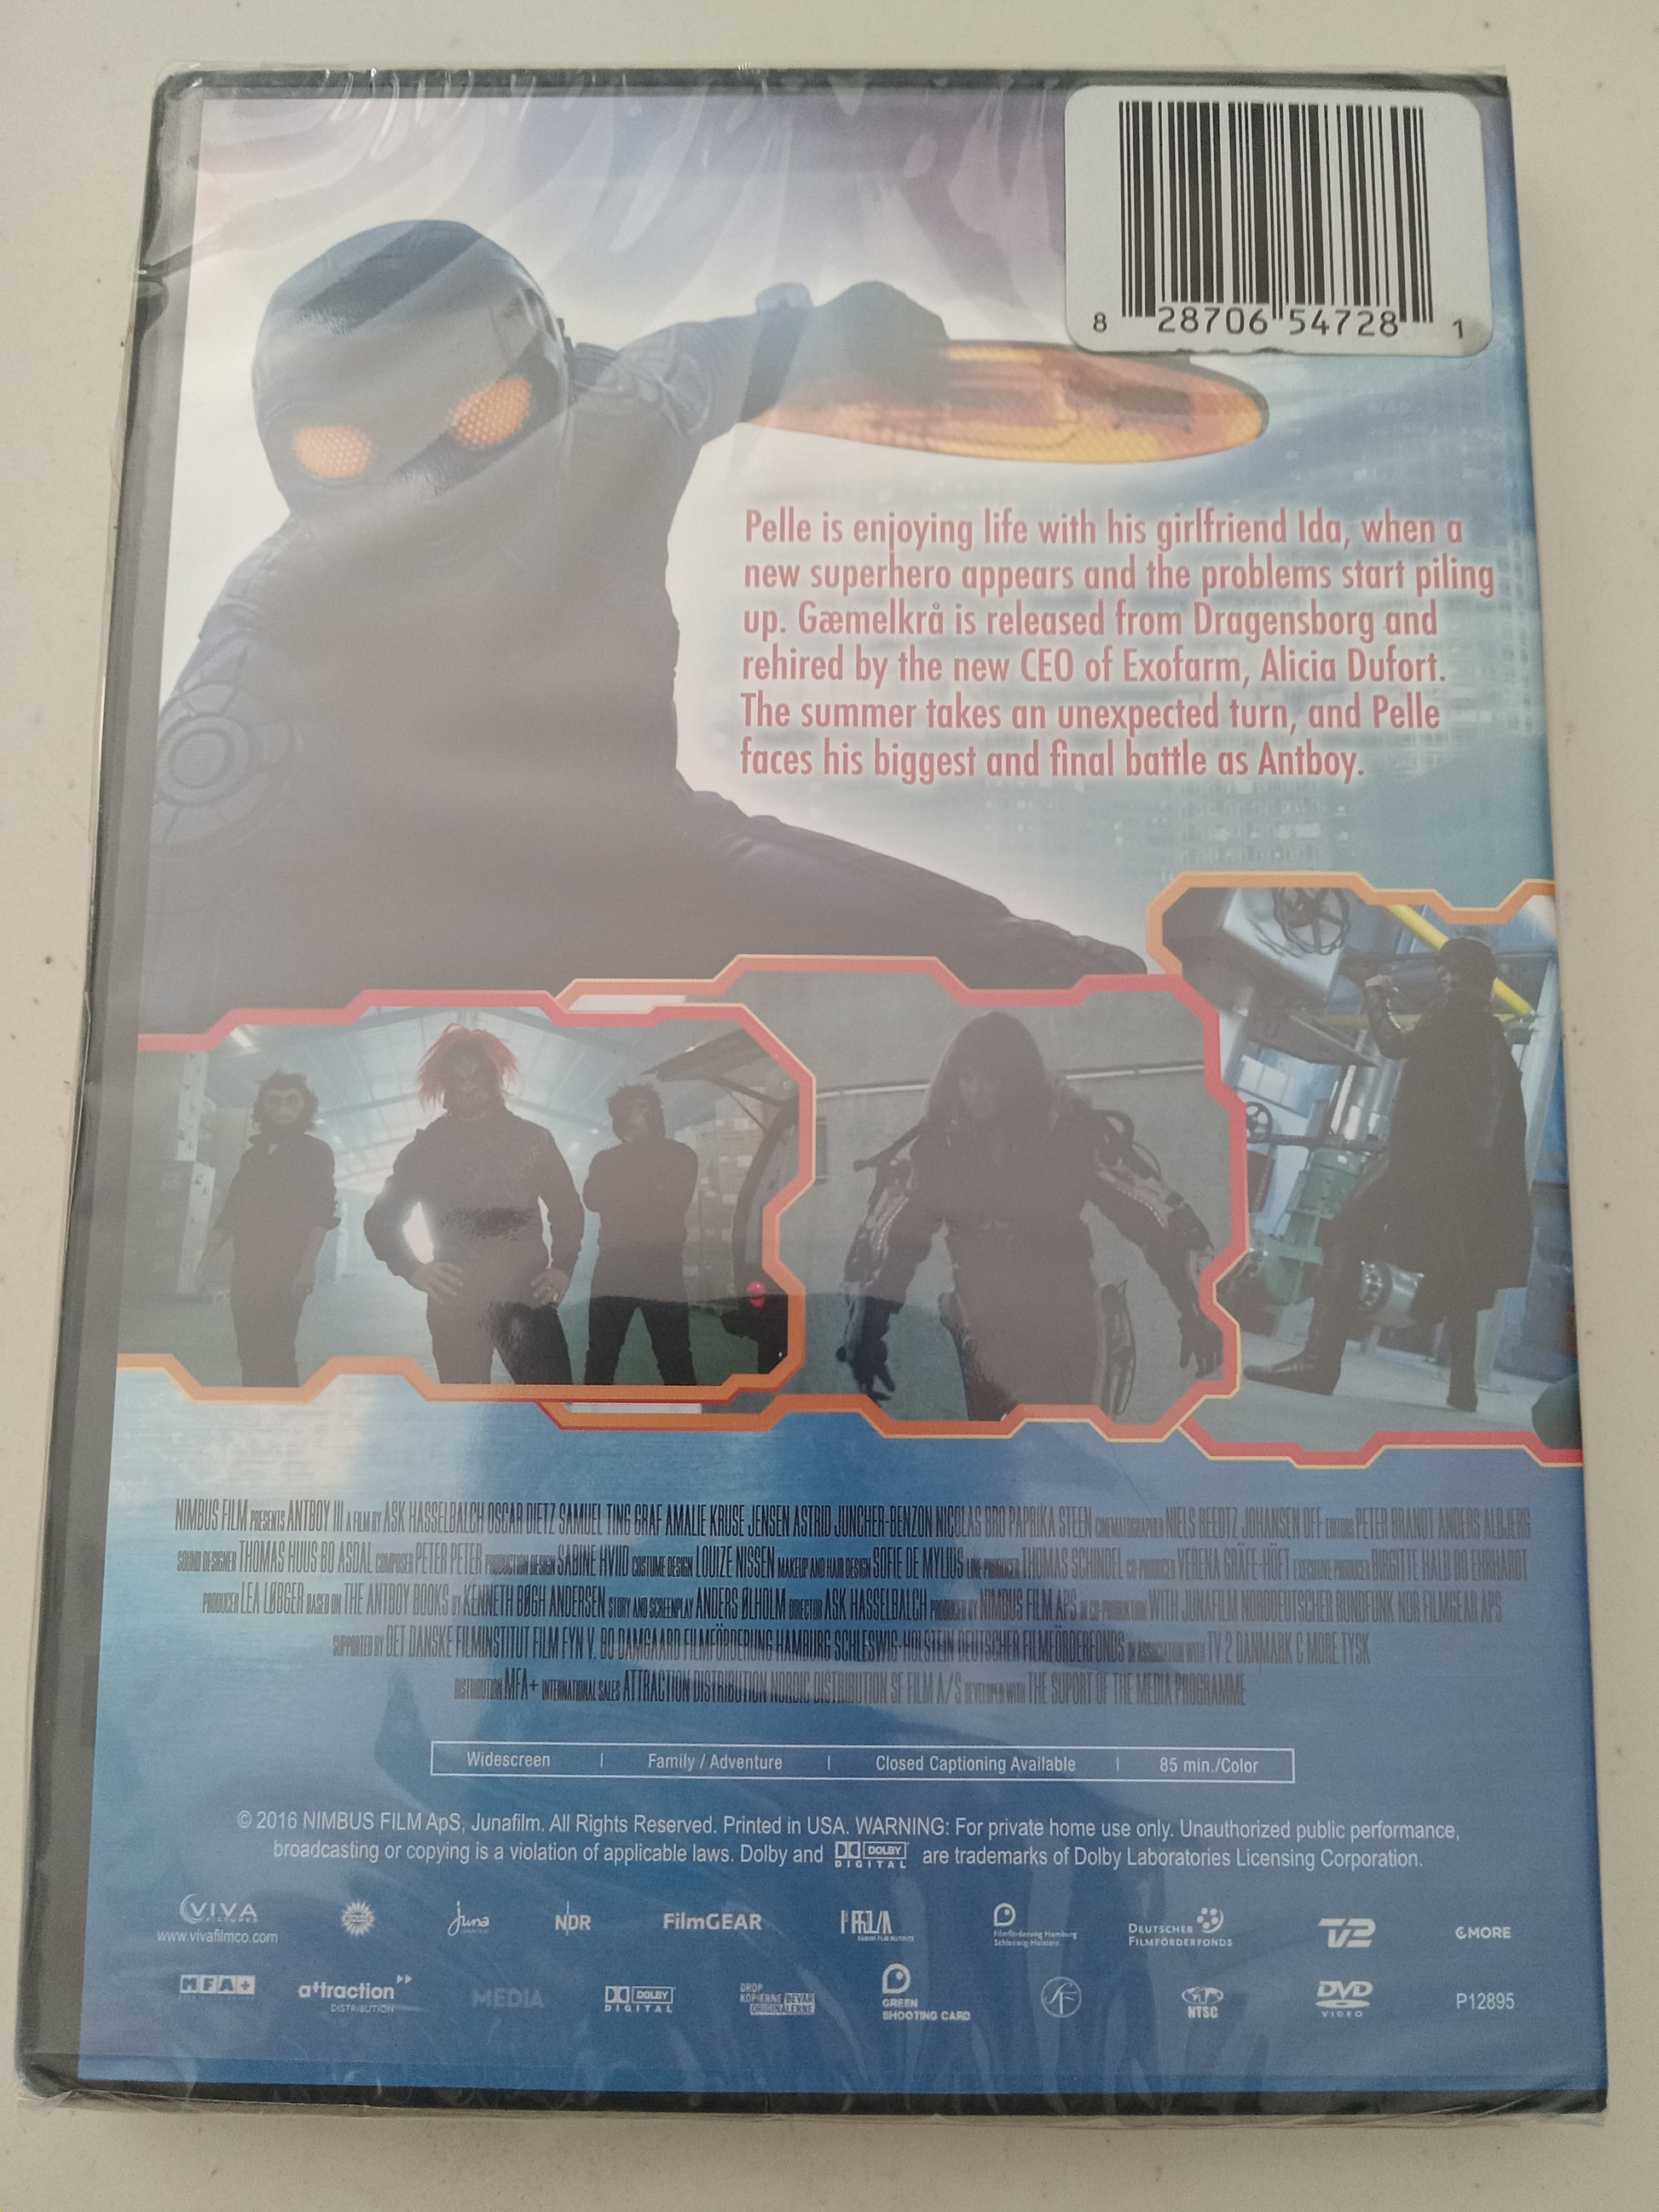 8 28706 54728 1
Pelle is enjoying life with his girlfriend Ida, when a
new superhero appears and the problems start piling
up. Gæmelkrå is released from Dragensborg and
rehired by the new CEO of Exofarm, Alicia Dufort.
The summer takes an unexpected turn, and Pelle
faces his biggest and final battle as Antboy.
NIMBUS FILM PRESENTS ANTBOY III A FILM BY ASK HASSELBALCH OSCAR DIETZ SAMUEL TING GRAF AMALIE KRUSE JENSEN ASTRID JUNCHER-BENZON NICOLAS BRO PAPRIKA STEEN CINEMATOGRAPHER NIELS REEDTZ JOHANSEN DFF EDITORS PETER BRANDT ANDERS ALBJERG
SOUND DESIGNER THOMAS HUUS BO ASDAL COMPOSER PETER PETER PRODUCTION DESIGN SABINE HVIID COSTUME DESIGN LOUIZE NISSEN MAKEUP AND HAIR DESIGN SOFIE DE MYLIUS LINE PRODUCER THOMAS SCHINDEL CO-PRODUCER VERENA GRÄFE-HÖFT EXECUTIVE PRODUCER BIRGITTE HALD BO EHRHARDT
PRODUCER LEA LØBGER BASED ON THE ANTBOY BOOKS BY KENNETH BØGH ANDERSEN STORY AND SCREENPLAY ANDERS ØLHOLM DIRECTOR ASK HASSELBALCH PRODUCED BY NIMBUS FILM APS IN CO-PRODUKTION WITH JUNAFILM NORDDEUTSCHER RUNDFUNK NDR FILMGEAR APS
SUPPORTED BY DET DANSKE FILMINSTITUT FILM FYN V. BO DAMGAARD FILMFÖRDERUNG HAMBURG SCHLESWIG-HOLSTEIN DEUTSCHER FILMFÖRDERFONDS IN ASSOCIATION WITH TV 2 DANMARK C MORE TYSK
DISTRIBUTION MFA+ INTERNATIONAL SALES ATTRACTION DISTRIBUTION NORDIC DISTRIBUTION SF FILM A/S DEVELOPED WITH THE SUPORT OF THE MEDIA PROGRAMME
Widescreen | Family / Adventure | Closed Captioning Available | 85 min./Color
© 2016 NIMBUS FILM ApS, Junafilm. All Rights Reserved. Printed in USA. WARNING: For private home use only. Unauthorized public performance,
broadcasting or copying is a violation of applicable laws. Dolby and DOLBY DIGITAL are trademarks of Dolby Laboratories Licensing Corporation.
VIVA PICTURES
www.vivafilmco.com
Juna
NDR
FilmGEAR
Filmförderung Hamburg
Schleswig-Holstein
DEUTSCHER
FILMFÖRDERFONDS
TV2
CMORE
MFA+
attraction
DISTRIBUTION
MEDIA
DOLBY
DIGITAL
DROP
KOPIERNE BEVAR
ORIGINALERNE
GREEN
SHOOTING CARD
SF
NTSC
DVD
VIDEO
P12895